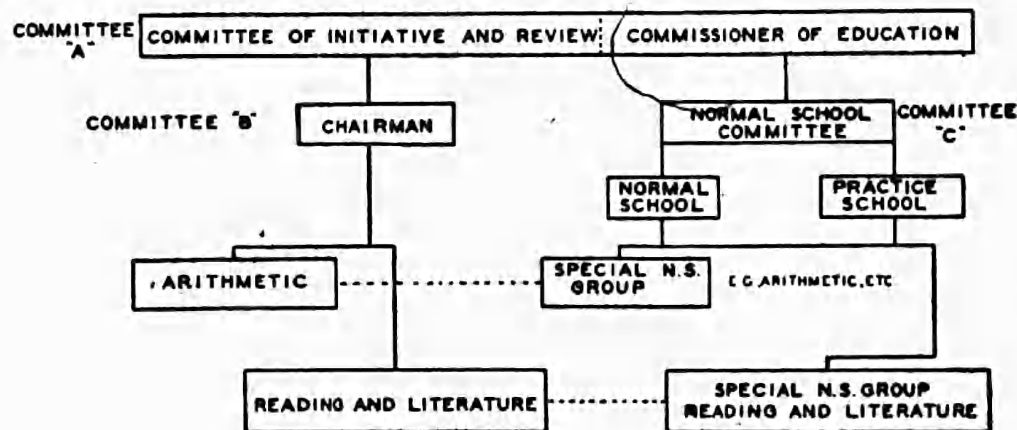 COMMITTEE "A"
COMMITTEE OF INITIATIVE AND REVIEW
COMMISSIONER OF EDUCATION
COMMITTEE "B"
CHAIRMAN
NORMAL SCHOOL
COMMITTEE
COMMITTEE
"C"
NORMAL
SCHOOL
PRACTICE
SCHOOL
ARITHMETIC
SPECIAL N.S.
GROUP
E.G. ARITHMETIC, ETC
READING AND LITERATURE
SPECIAL N.S. GROUP
READING AND LITERATURE